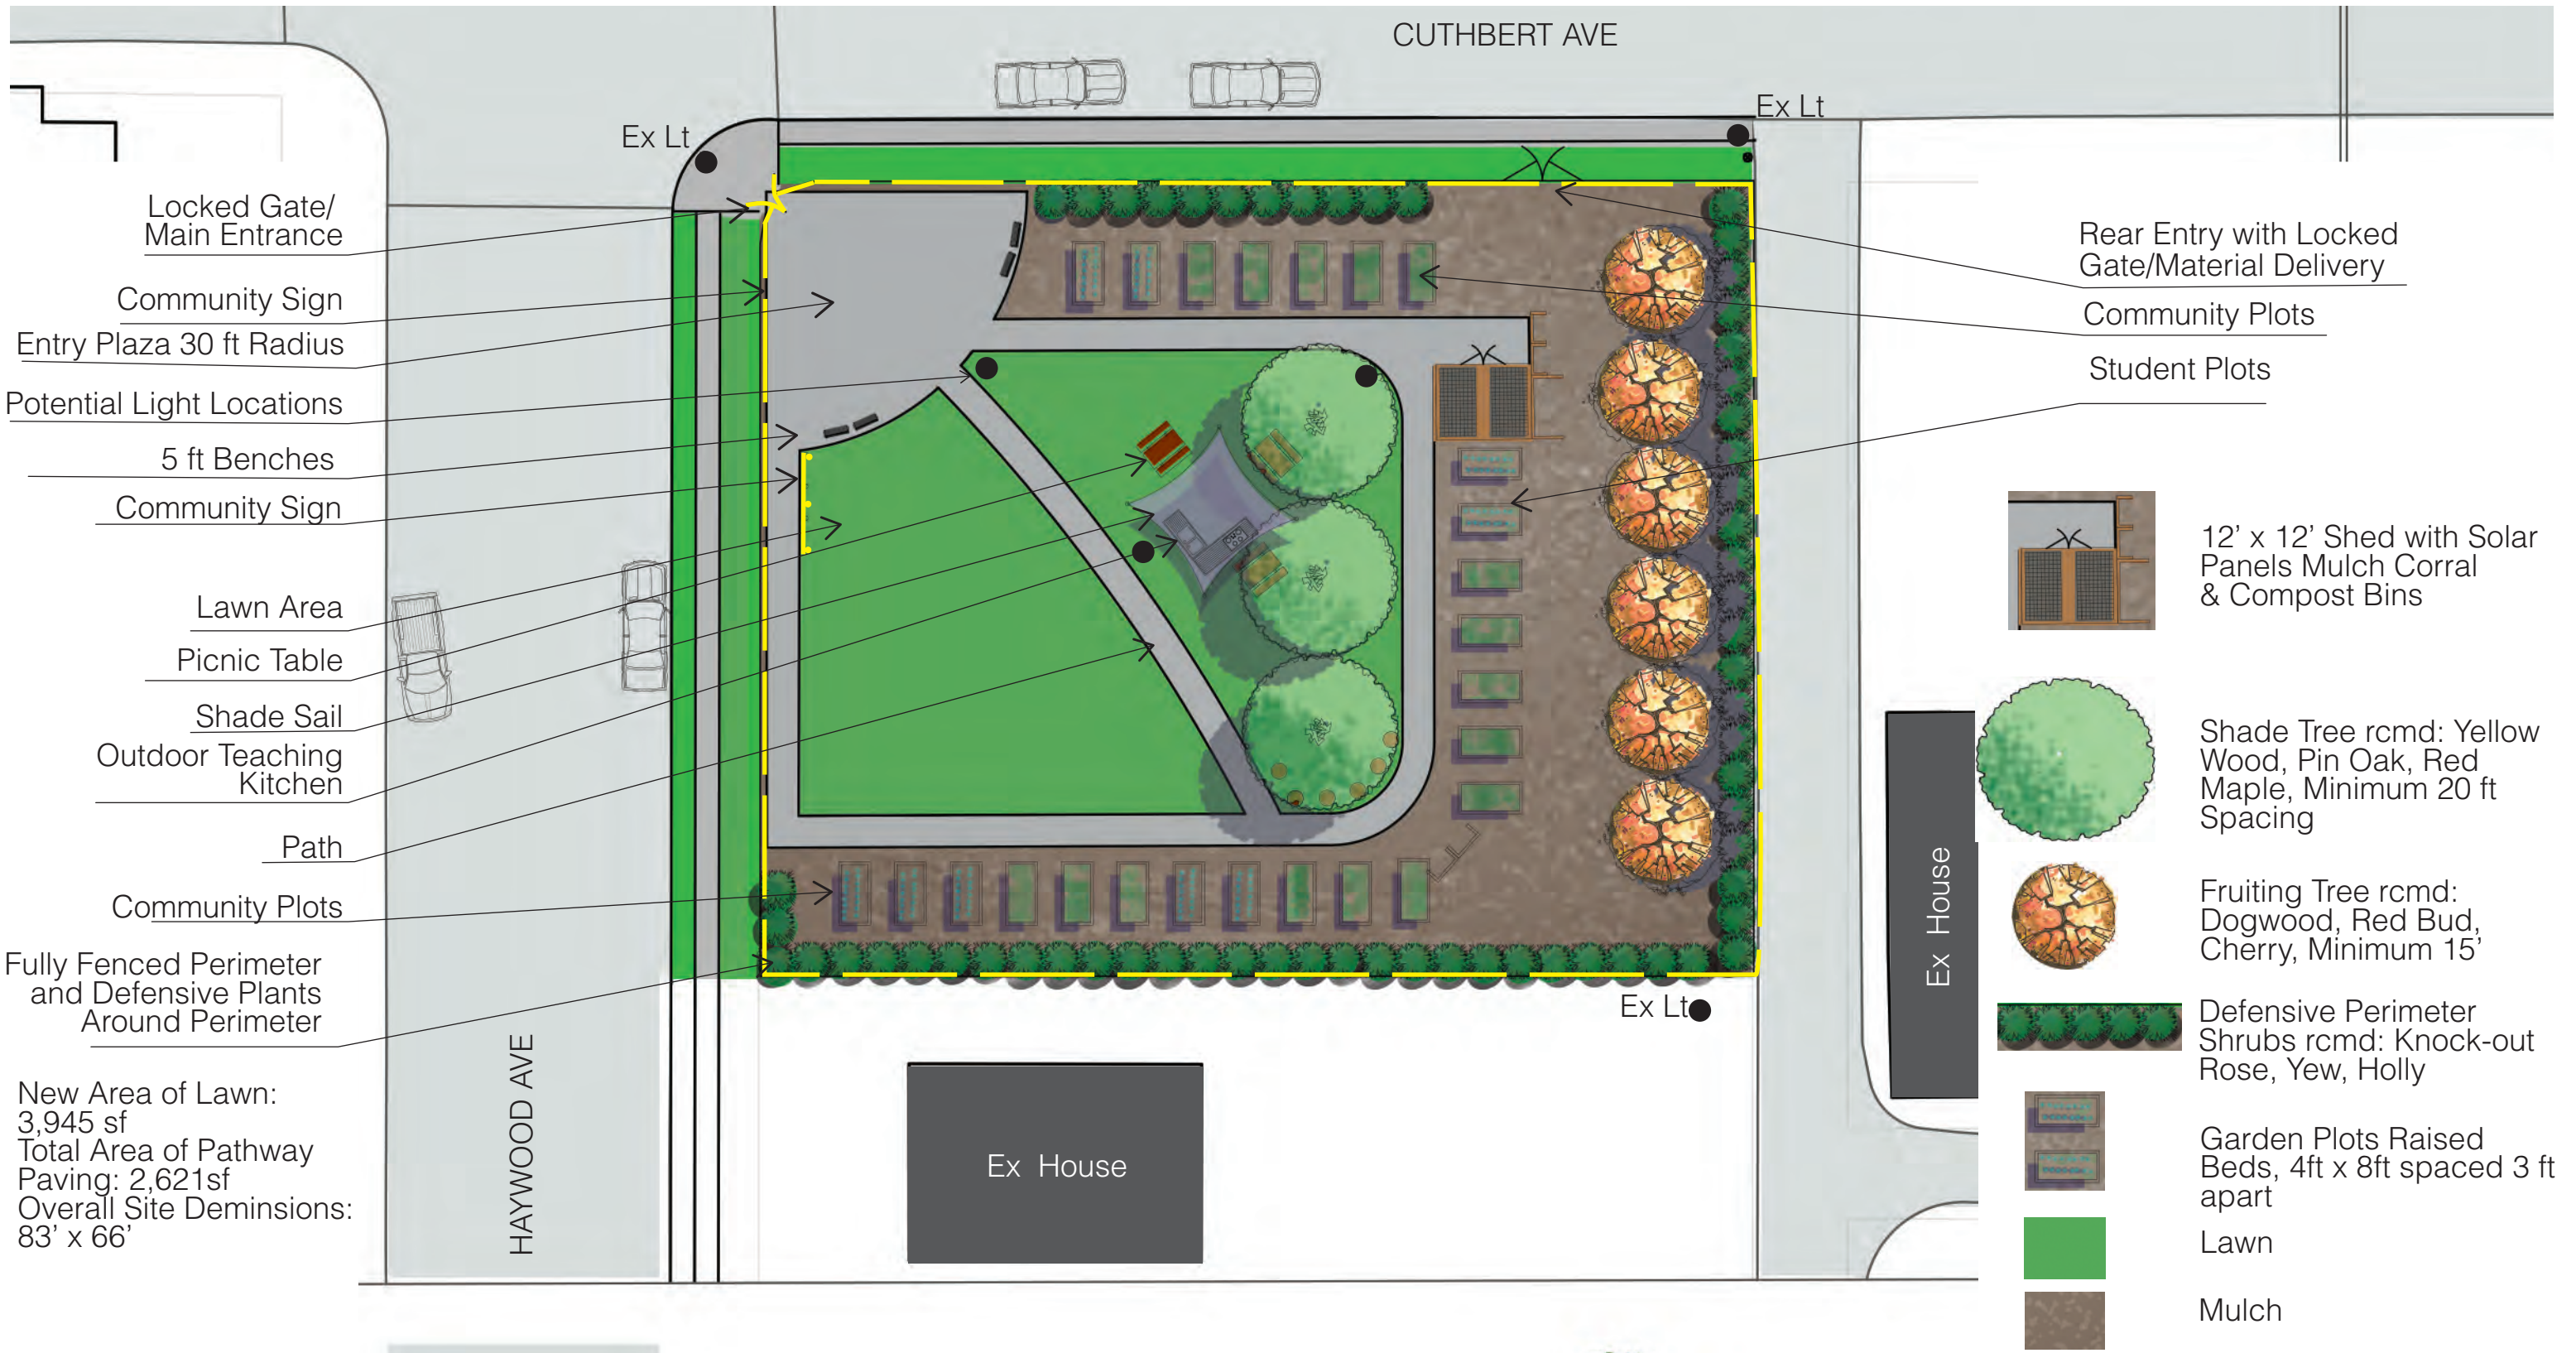 CUTHBERT AVE
Ex Lt
Ex Lt
Locked Gate/
Main Entrance
Community Sign
Entry Plaza 30 ft Radius
Potential Light Locations
5 ft Benches
Community Sign
Lawn Area
Picnic Table
Shade Sail
Outdoor Teaching
Kitchen
Path
Community Plots
Fully Fenced Perimeter
and Defensive Plants
Around Perimeter
New Area of Lawn:
3,945 sf
Total Area of Pathway
Paving: 2,621sf
Overall Site Deminsions:
83’ x 66’
HAYWOOD AVE
Ex House
Ex Lt
Ex House
Rear Entry with Locked
Gate/Material Delivery
Community Plots
Student Plots
12’ x 12’ Shed with Solar
Panels Mulch Corral
& Compost Bins
Shade Tree rcmd: Yellow
Wood, Pin Oak, Red
Maple, Minimum 20 ft
Spacing
Fruiting Tree rcmd:
Dogwood, Red Bud,
Cherry, Minimum 15’
Defensive Perimeter
Shrubs rcmd: Knock-out
Rose, Yew, Holly
Garden Plots Raised
Beds, 4ft x 8ft spaced 3 ft
apart
Lawn
Mulch